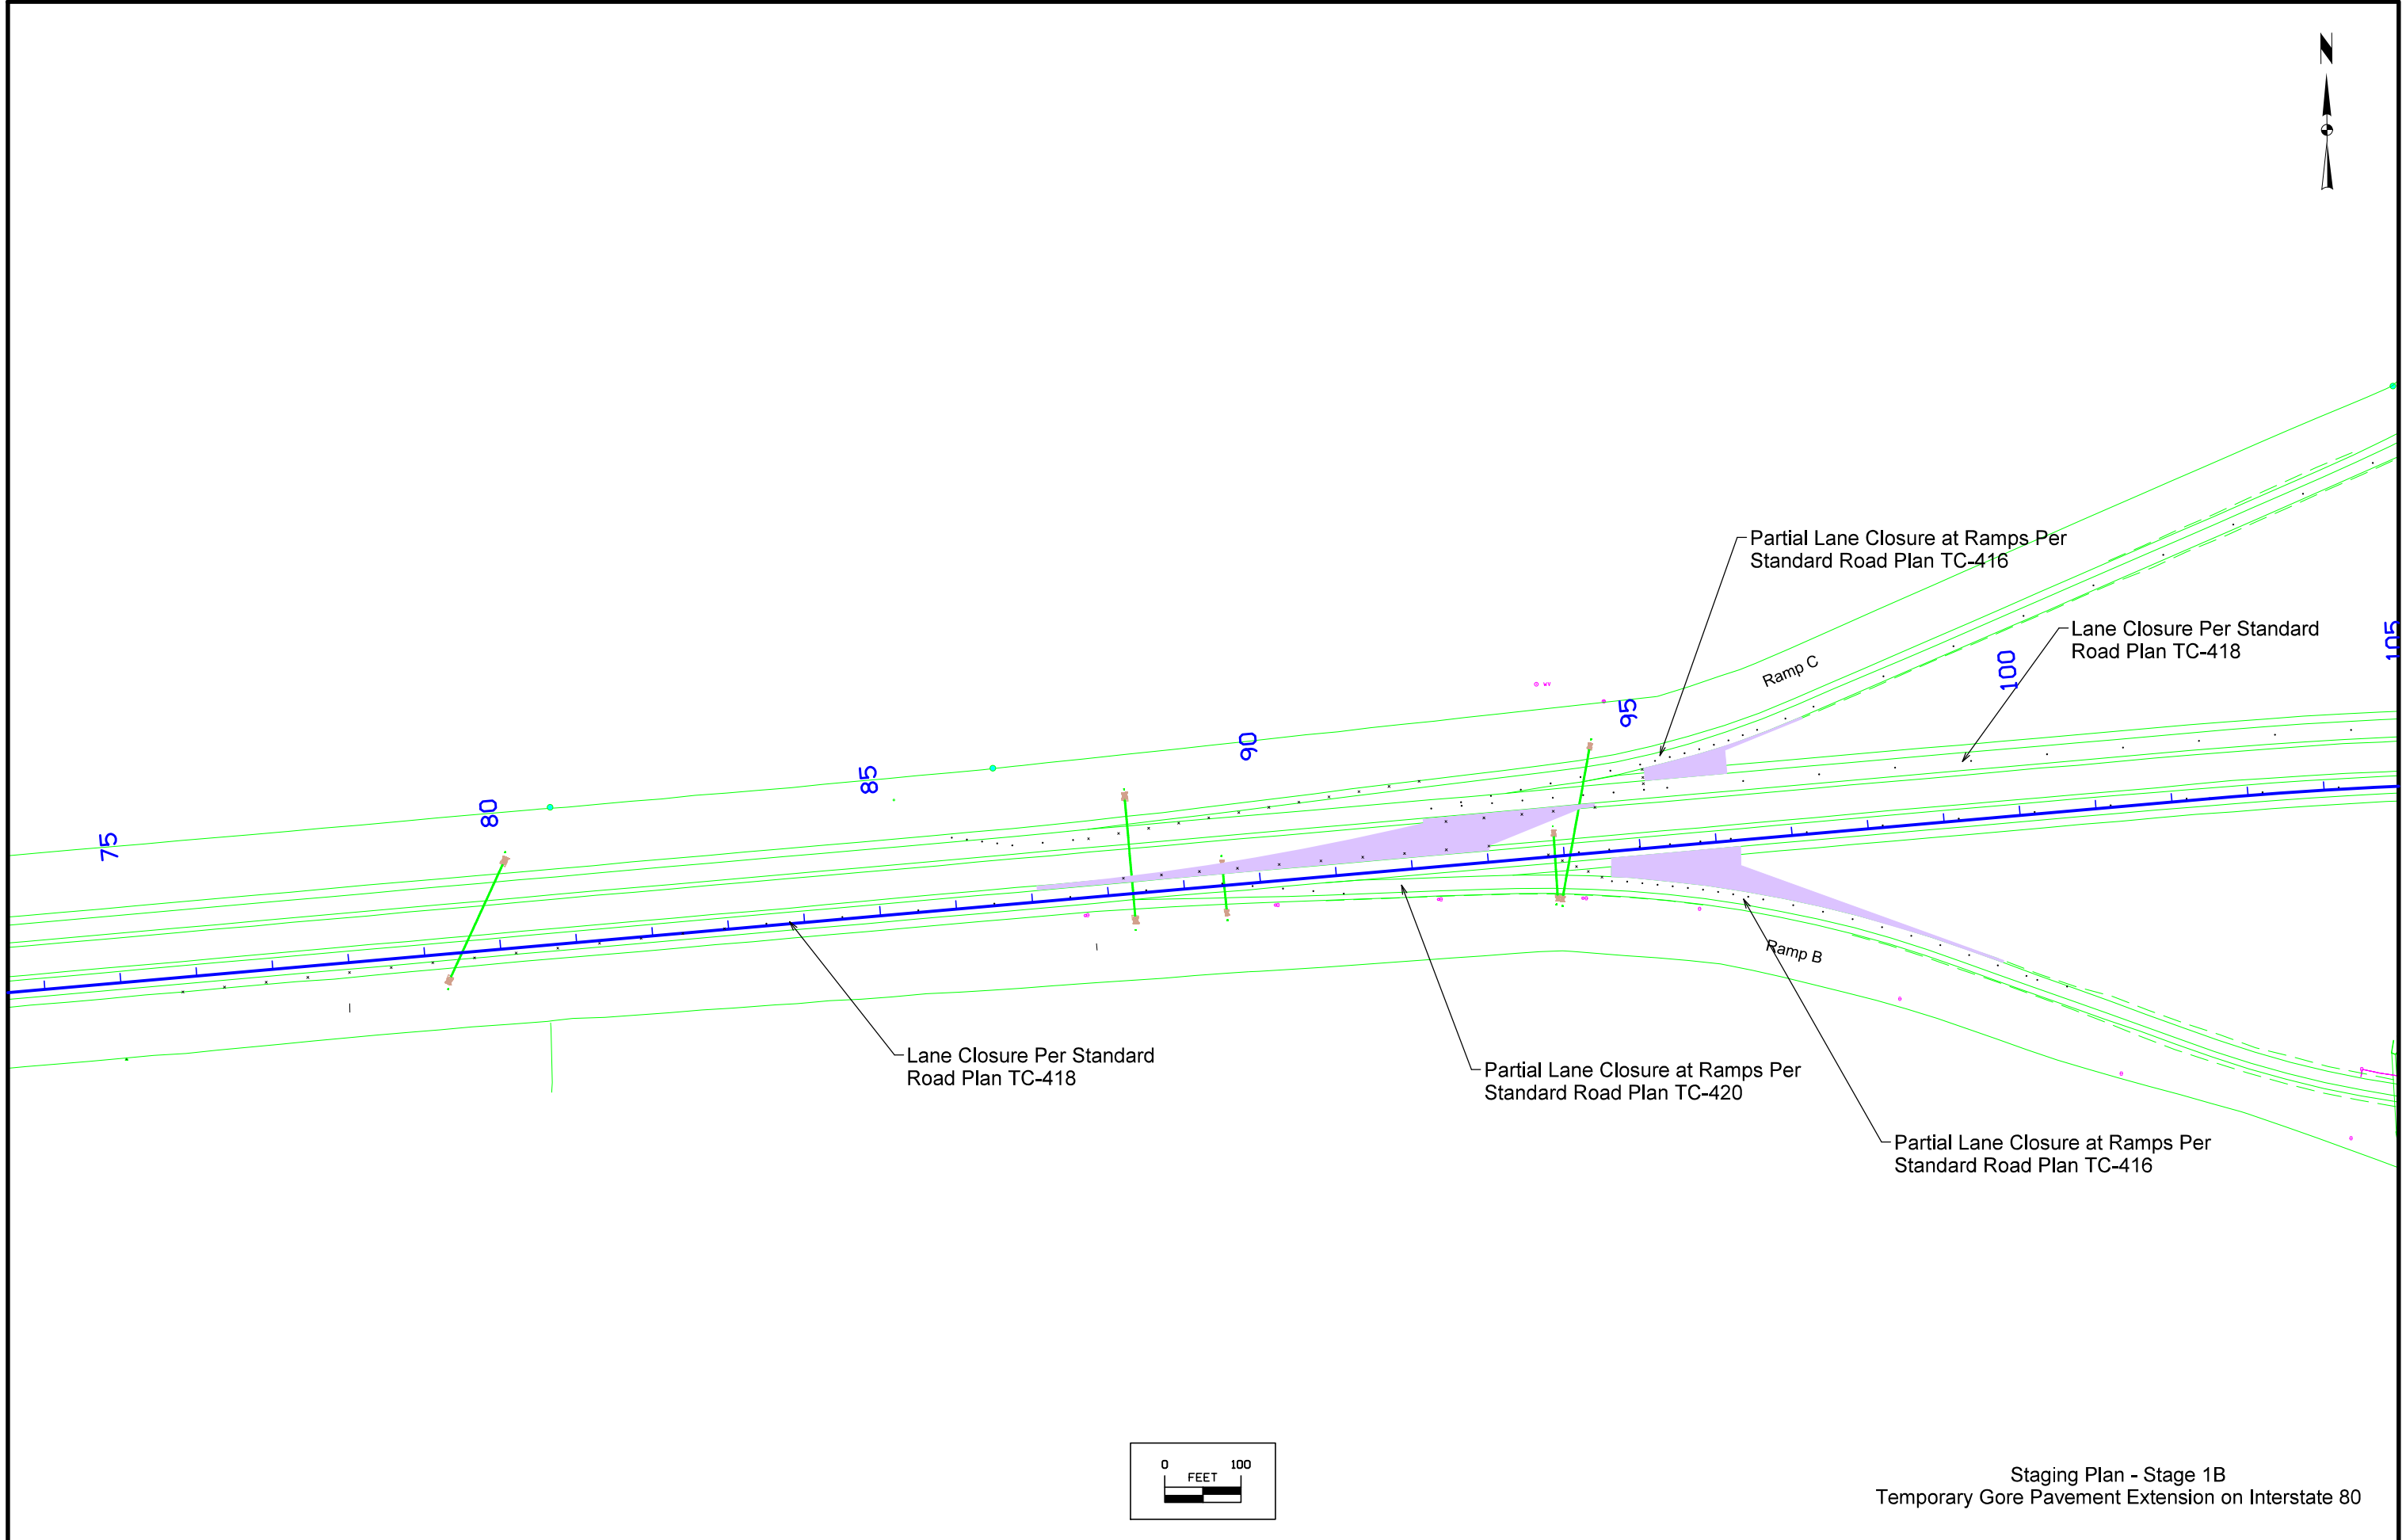 N
Partial Lane Closure at Ramps Per
Standard Road Plan TC-416
Lane Closure Per Standard
Road Plan TC-418
Ramp C
75
80
85
90
95
100
105
WV
Ramp B
Lane Closure Per Standard
Road Plan TC-418
Partial Lane Closure at Ramps Per
Standard Road Plan TC-420
Partial Lane Closure at Ramps Per
Standard Road Plan TC-416
0 100
FEET
Staging Plan - Stage 1B
Temporary Gore Pavement Extension on Interstate 80